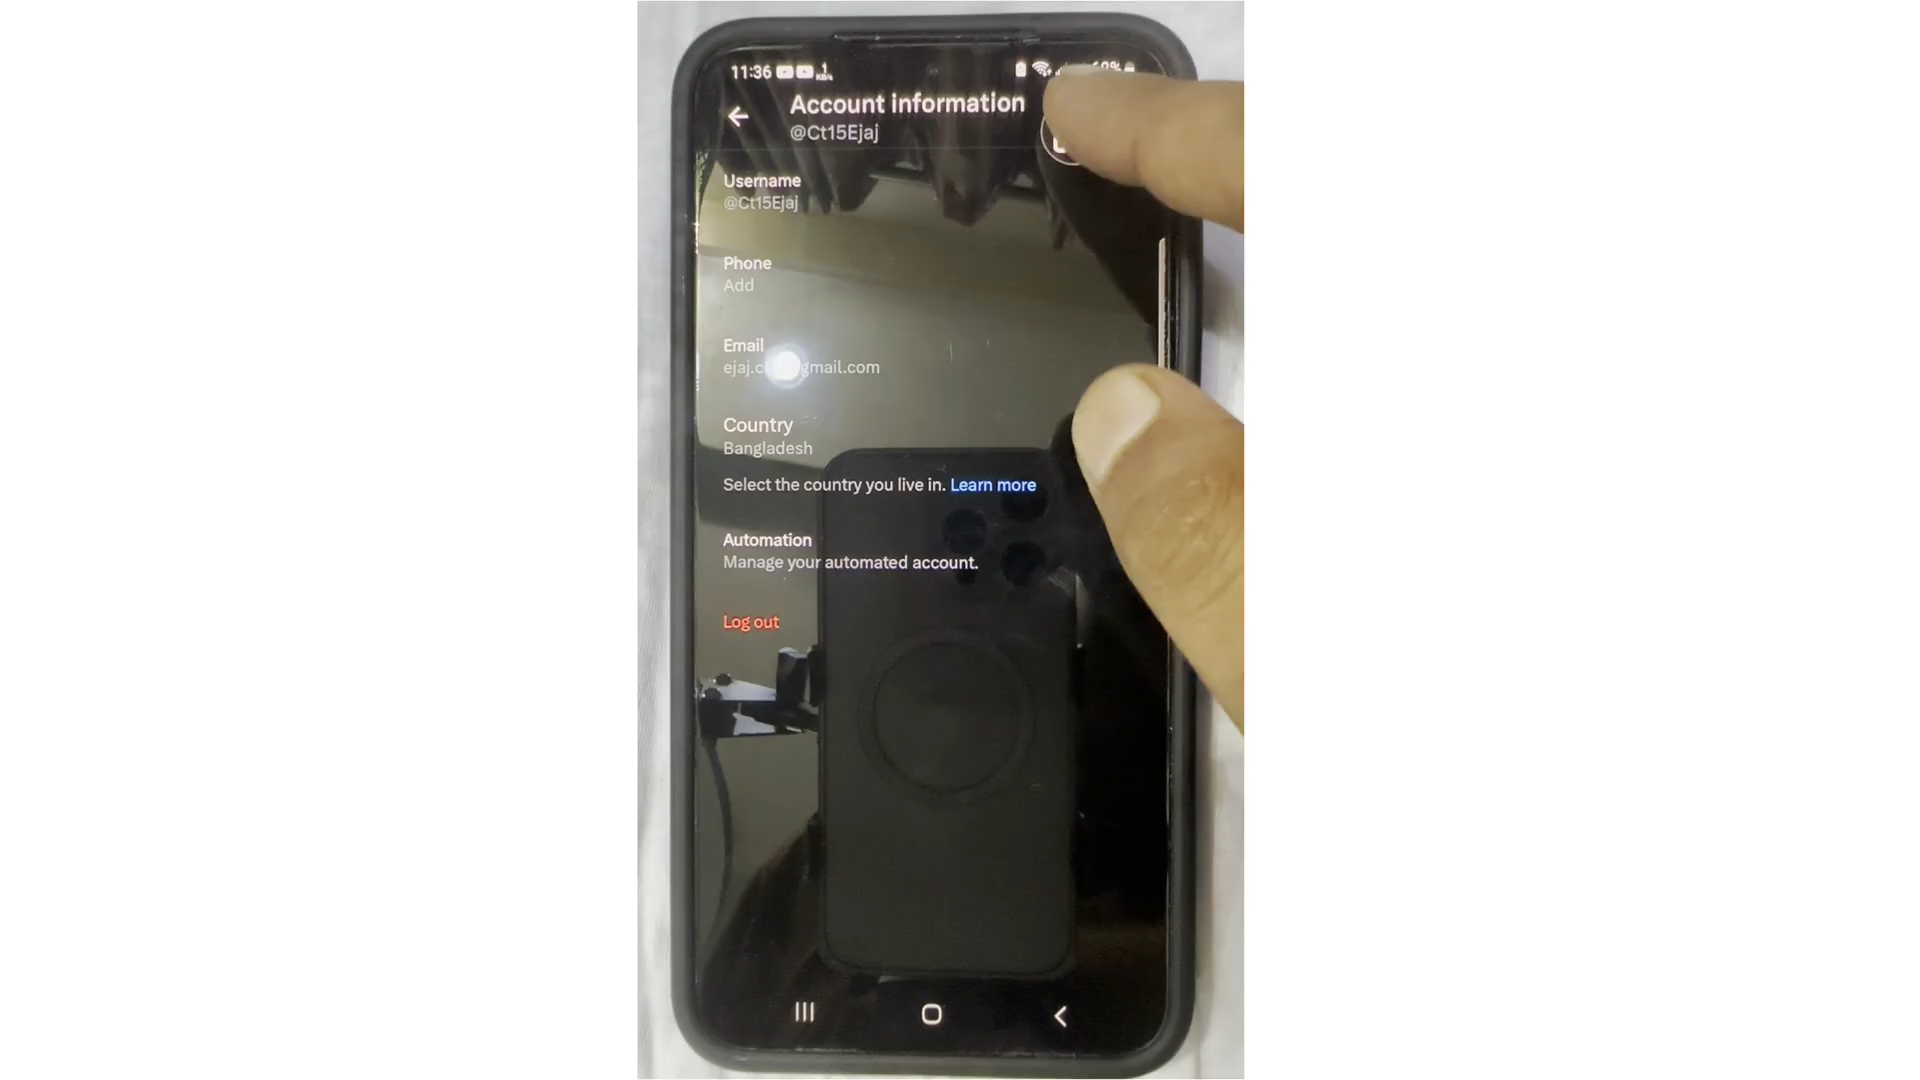 11:36
Account information
@Ct15Ejaj
Username
@Ct15Ejaj
Phone
Add
Email
gmail.com
Country
Bangladesh
Select the country you live in. Learn more
Automation
Manage your automated account.
Log out